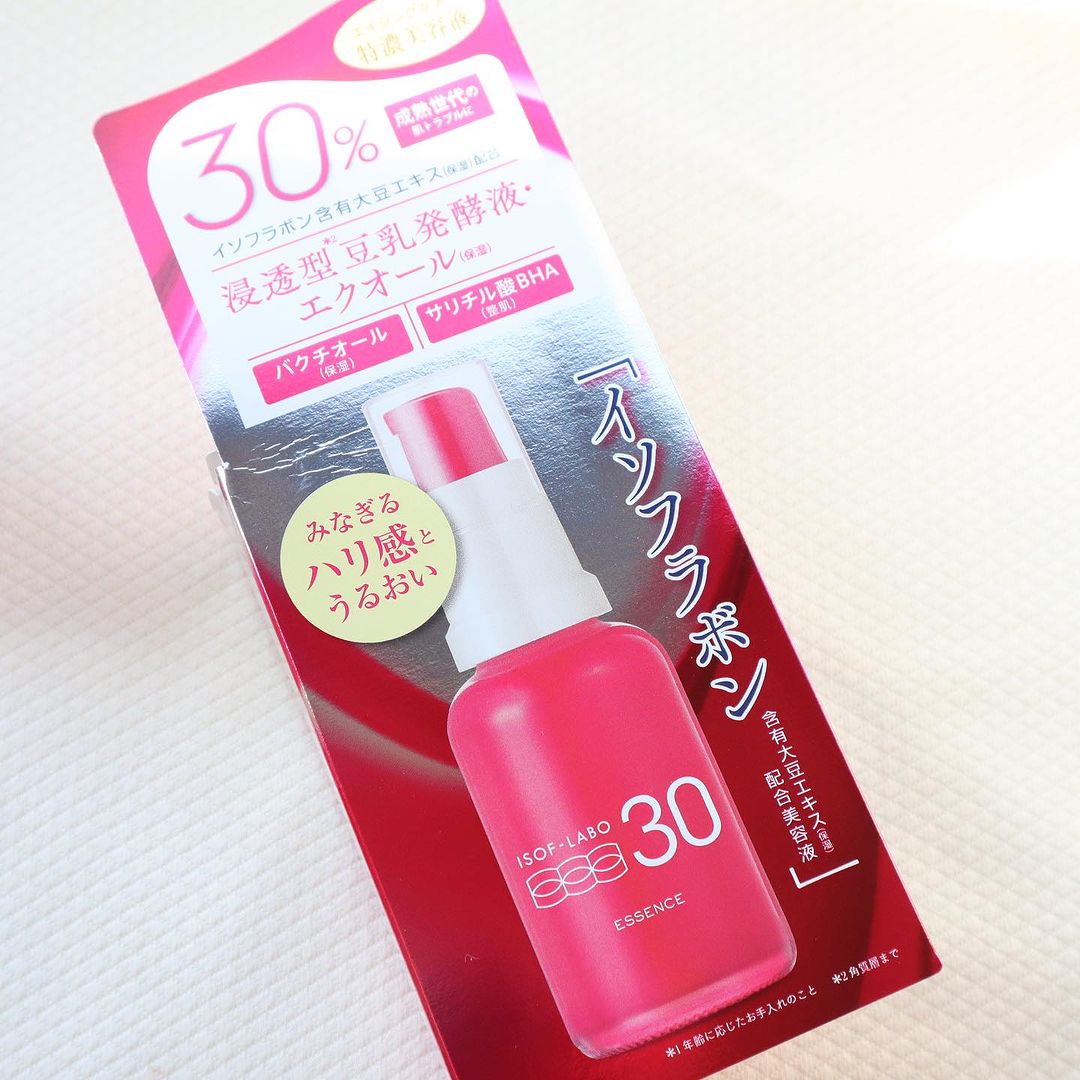 エイジングケア
特濃美容液
30%
成熟世代の
肌トラブルに
イソフラボン含有大豆エキス(保湿)配合
浸透型*2豆乳発酵液・
エクオール(保湿)
バクチオール
(保湿)
サリチル酸BHA
(整肌)
みなぎる
ハリ感と
うるおい
「イソフラボン
含有大豆エキス(保湿)
配合美容液」
ISOF-LABO
30
ESSENCE
*1年齢に応じたお手入れのこと *2角質層まで